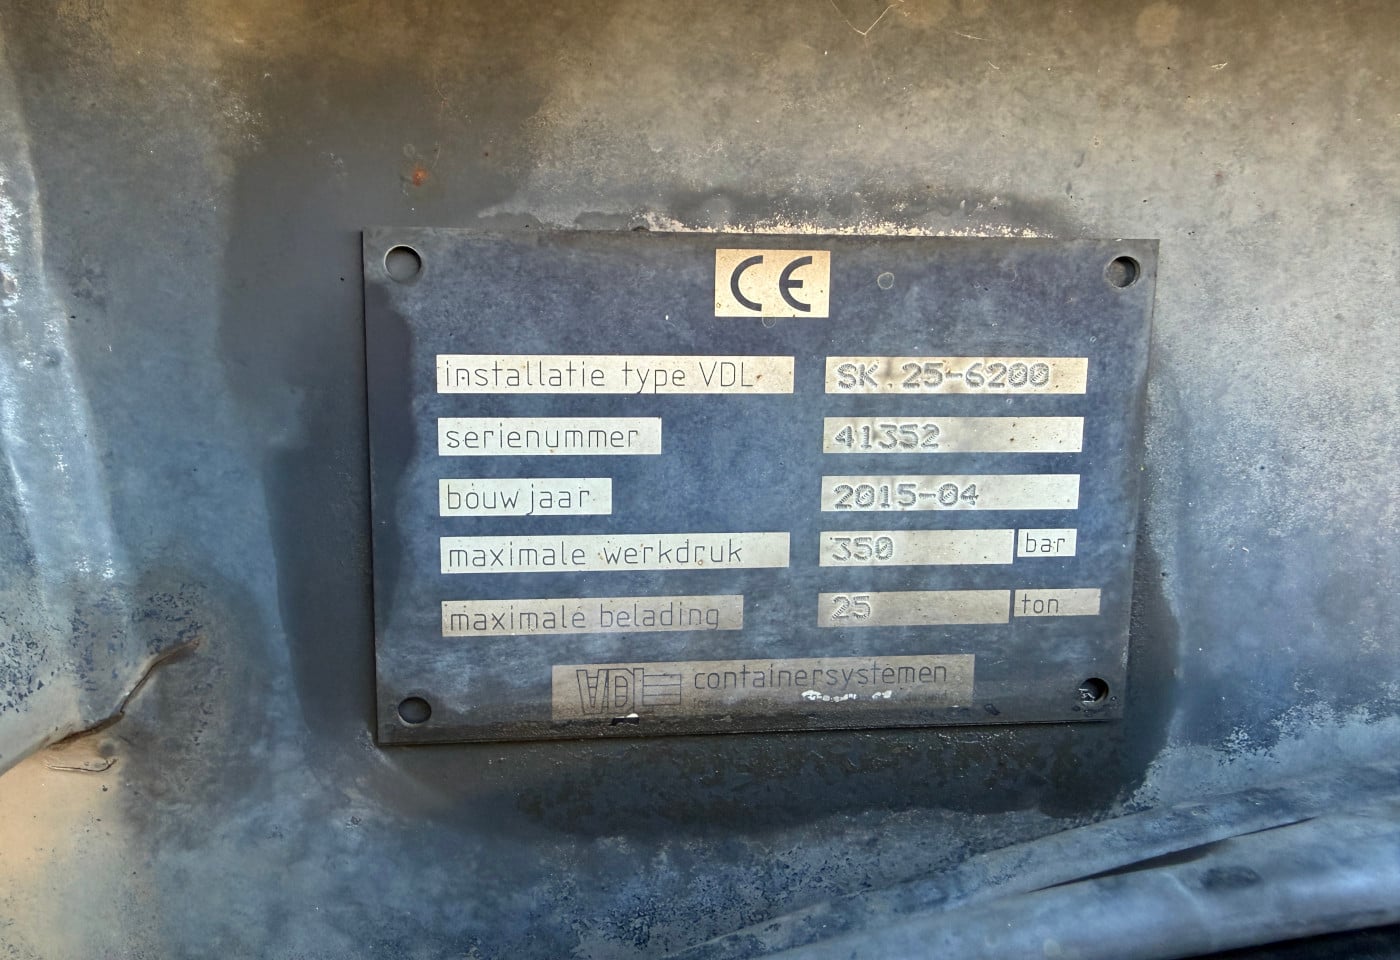 CE
installatie type VDL SK.25-6200
serienummer 41352
bouwjaar 2015-04
maximale werkdruk 350 bar
maximale belading 25 ton
VDL containersystemen